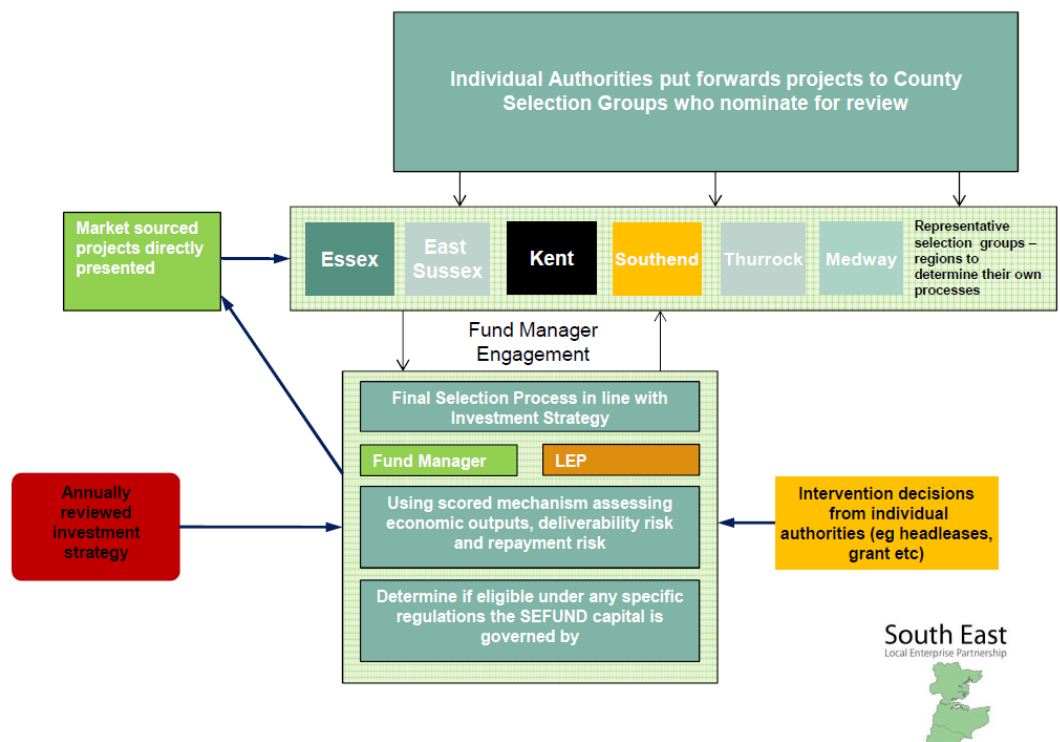 Individual Authorities put forwards projects to County
Selection Groups who nominate for review
Market sourced
projects directly
presented
Essex
East
Sussex
Kent
Southend
Thurrock
Medway
Representative
selection groups –
regions to
determine their own
processes
Fund Manager
Engagement
Final Selection Process in line with
Investment Strategy
Fund Manager
LEP
Annually
reviewed
investment
strategy
Using scored mechanism assessing
economic outputs, deliverability risk
and repayment risk
Intervention decisions
from individual
authorities (eg headleases,
grant etc)
Determine if eligible under any specific
regulations the SEFUND capital is
governed by
South East
Local Enterprise Partnership